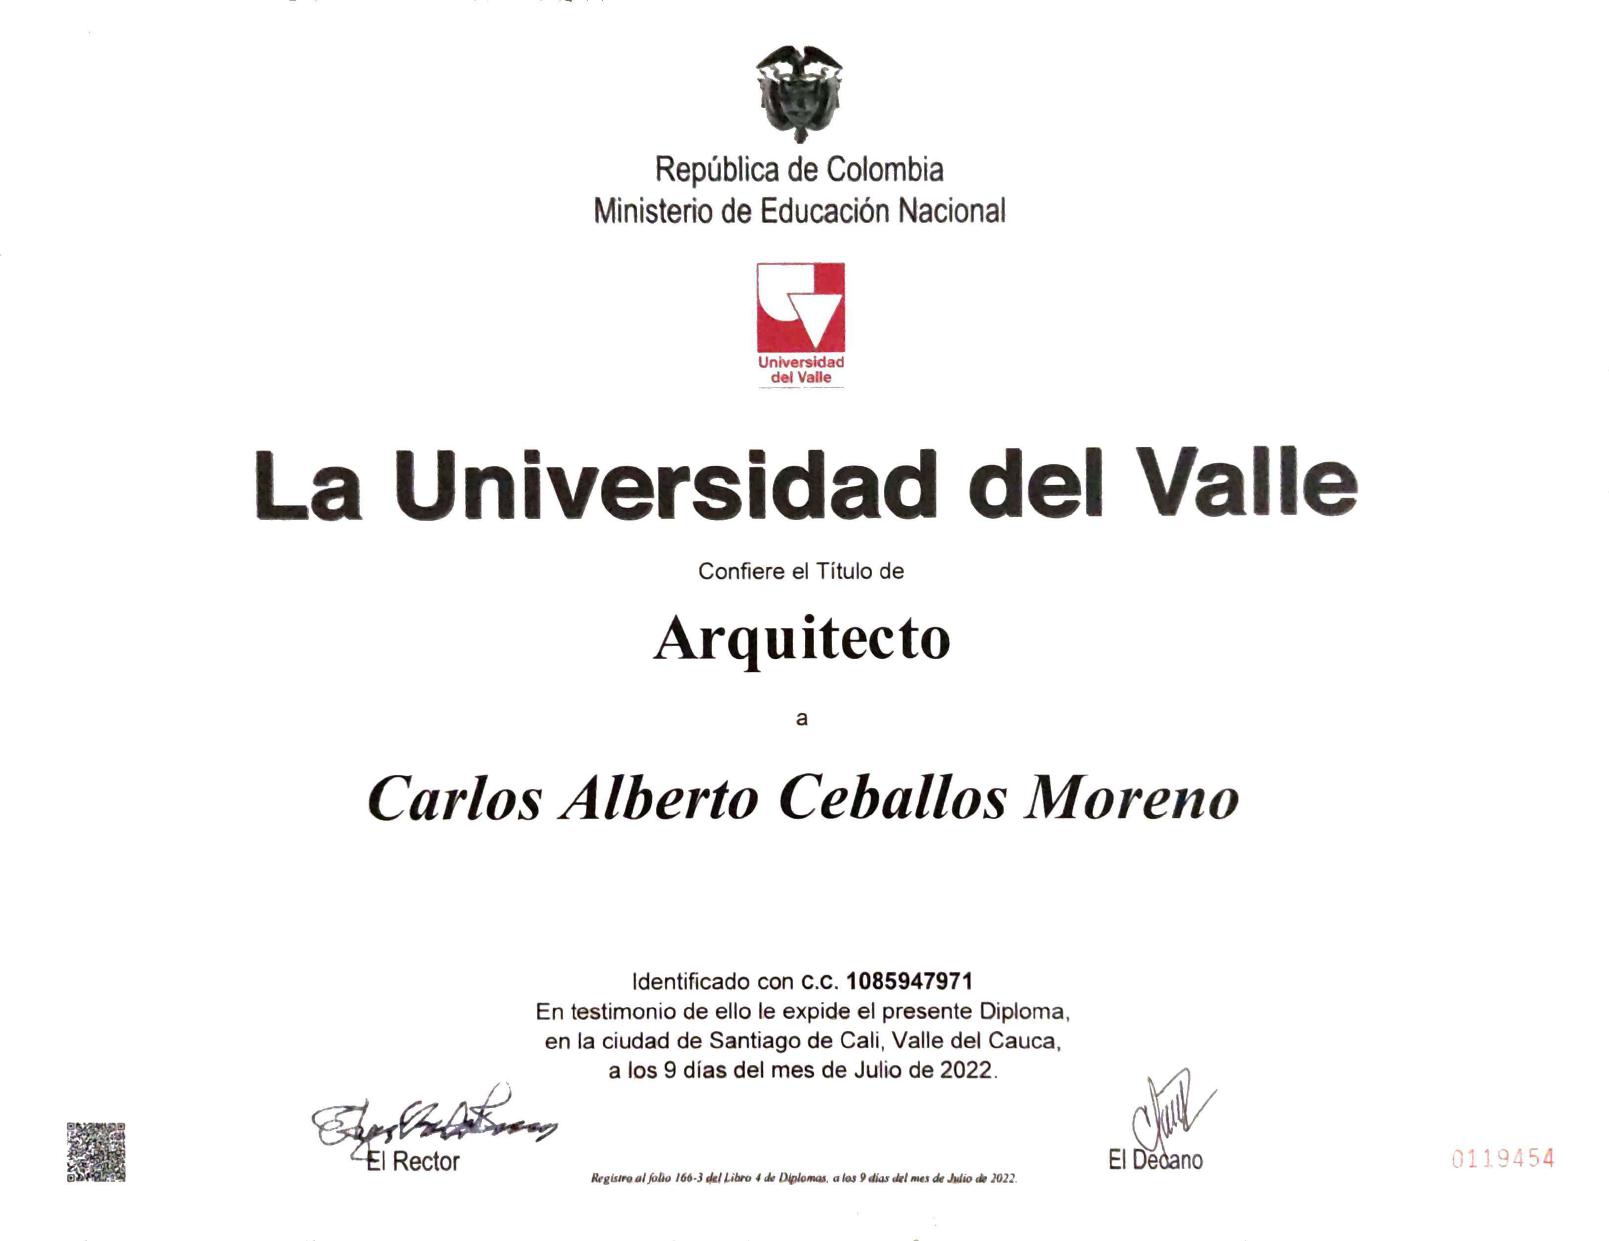 República de Colombia
Ministerio de Educación Nacional
Universidad
del Valle
La Universidad del Valle
Confiere el Título de
Arquitecto
a
Carlos Alberto Ceballos Moreno
Identificado con c.c. 1085947971
En testimonio de ello le expide el presente Diploma,
en la ciudad de Santiago de Cali, Valle del Cauca,
a los 9 días del mes de Julio de 2022.
El Rector
El Decano
Registro al folio 166-3 del Libro 4 de Diplomas, a los 9 días del mes de Julio de 2022.
0119454